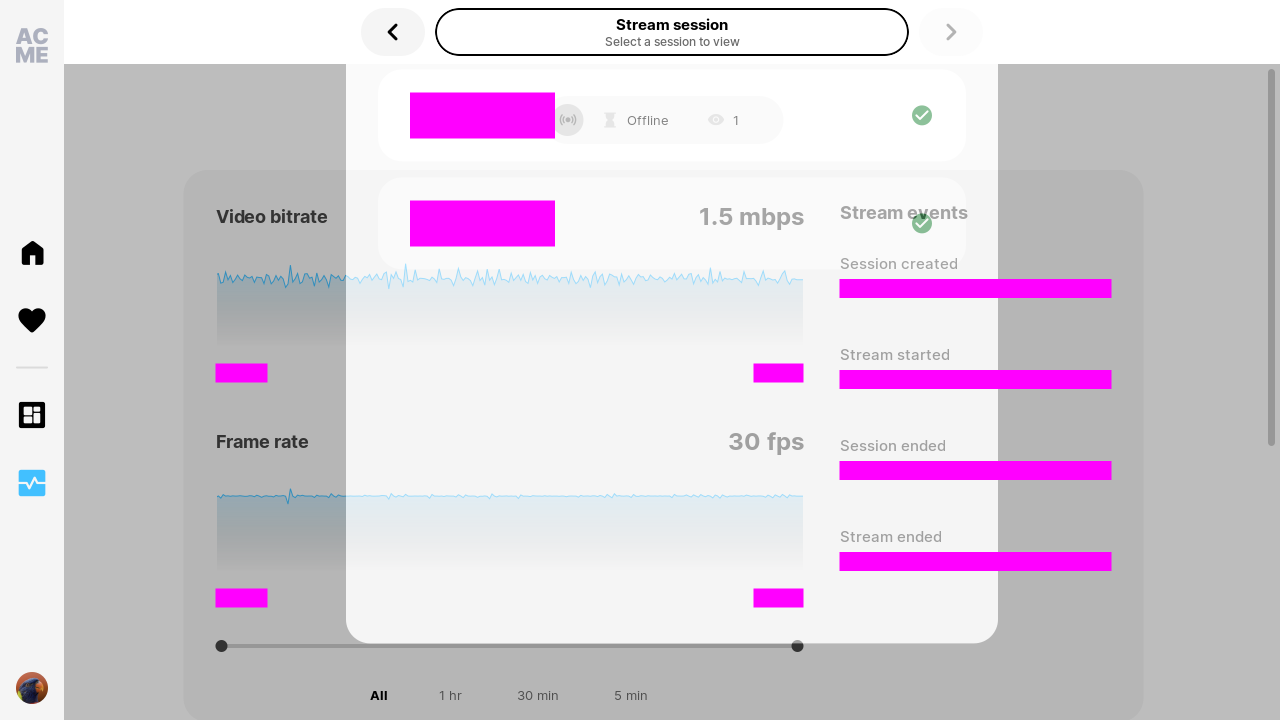 AC
ME
Stream session
Select a session to view
Offline
1
Video bitrate
1.5 mbps
Stream events
Session created
Stream started
Frame rate
30 fps
Session ended
Stream ended
All
1 hr
30 min
5 min